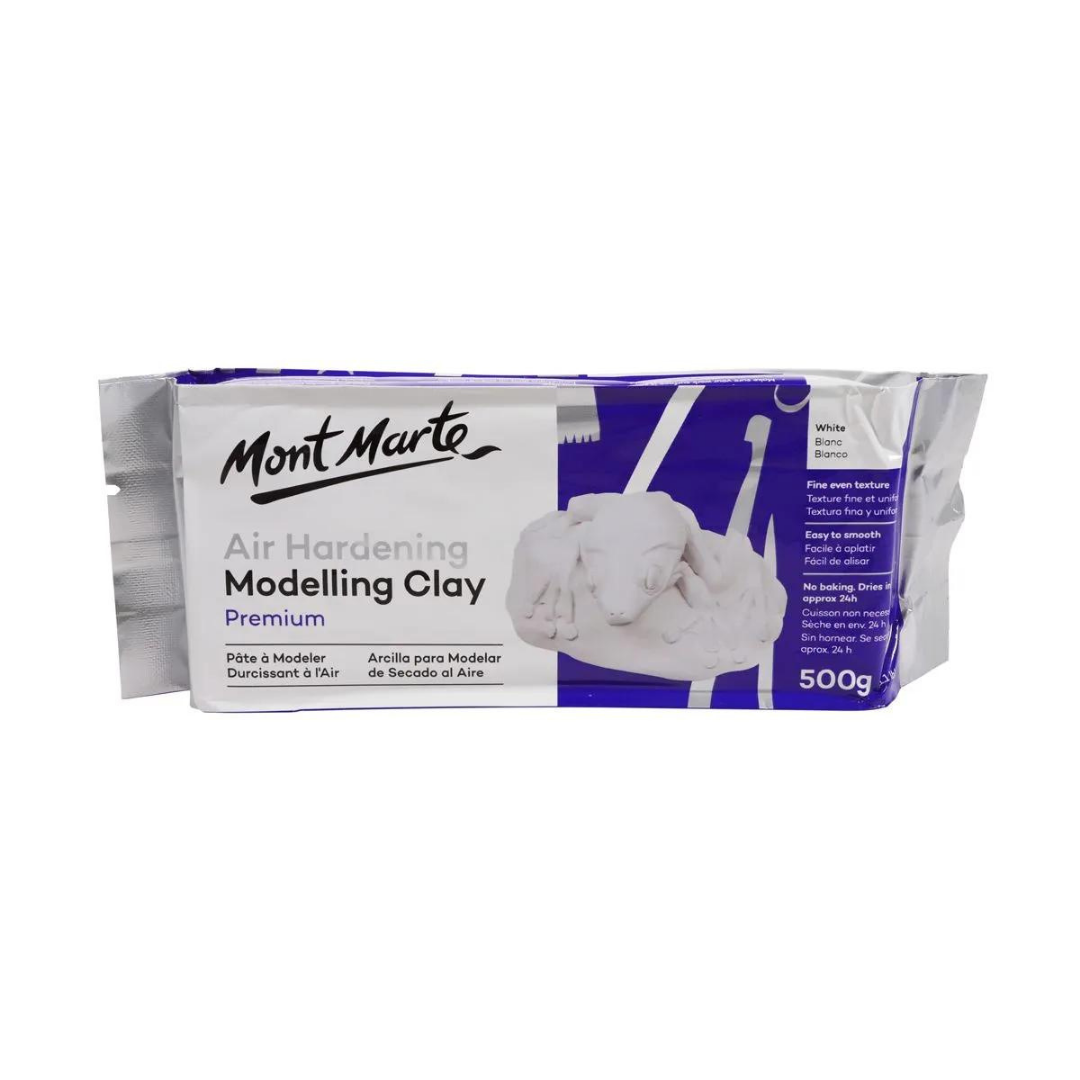 Mont Marte
Air Hardening
Modelling Clay
Premium
Pâte à Modeler
Durcissant à l'Air
Arcilla para Modelar
de Secado al Aire
White
Blanc
Blanco
Fine even texture
Texture fine et
Textura fina y
Easy to smooth
Facile à aplatir
Fácil de alisar
No baking. Dries in
approx 24h
Cuisson non
Sèche en env. 24 h
Sin hornear. Se
aprox. 24 h
500g